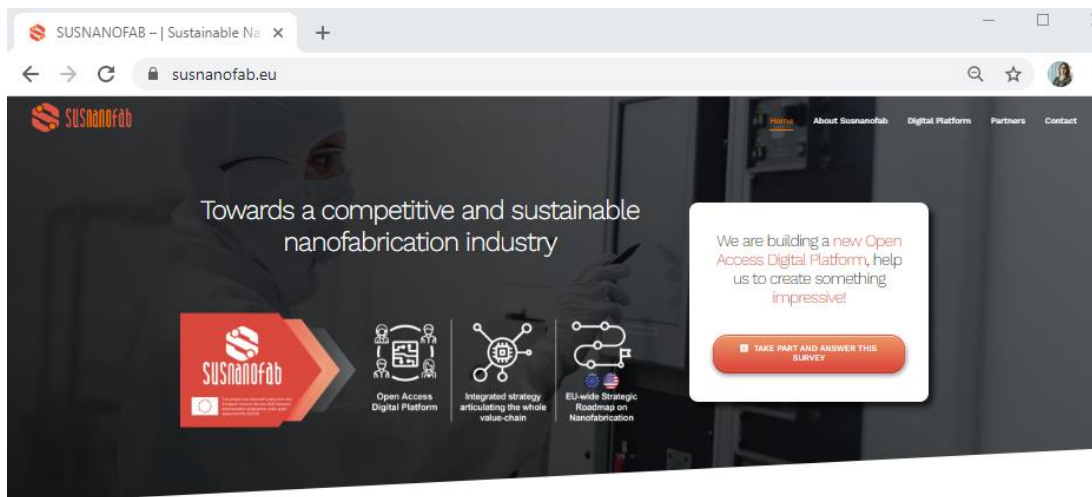 SUSNANOFAB – | Sustainable Na
susnanofab.eu
SUSnanoFab
Home About Susnanofab Digital Platform Partners Contact
Towards a competitive and sustainable
nanofabrication industry
We are building a new Open
Access Digital Platform, help
us to create something
impressive!
TAKE PART AND ANSWER THIS
SURVEY
SUSnanoFab
Open Access
Digital Platform
Integrated strategy
articulating the whole
value-chain
EU-wide Strategic
Roadmap on
Nanofabrication